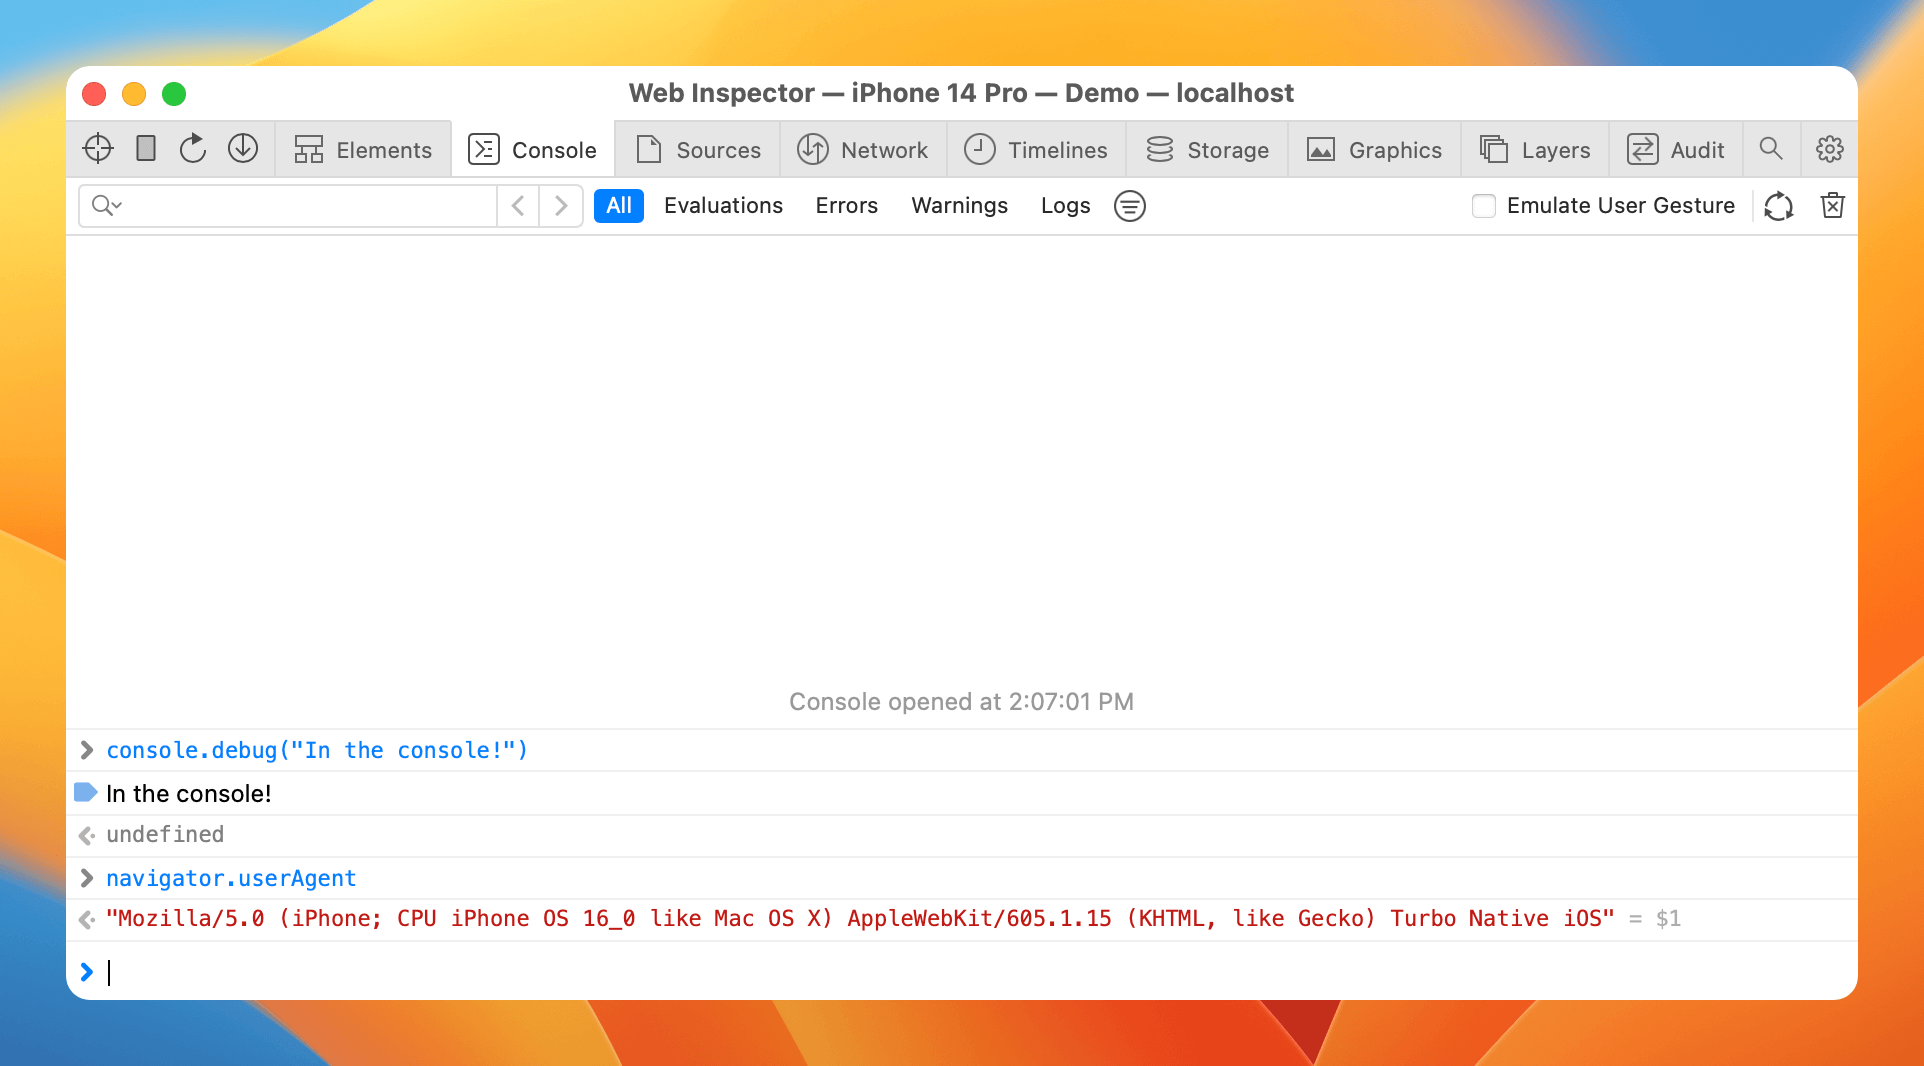 Web Inspector — iPhone 14 Pro — Demo — localhost
Elements Console Sources Network Timelines Storage Graphics Layers Audit
All Evaluations Errors Warnings Logs Emulate User Gesture
Console opened at 2:07:01 PM
console.debug("In the console!")
In the console!
undefined
navigator.userAgent
"Mozilla/5.0 (iPhone; CPU iPhone OS 16_0 like Mac OS X) AppleWebKit/605.1.15 (KHTML, like Gecko) Turbo Native iOS" = $1